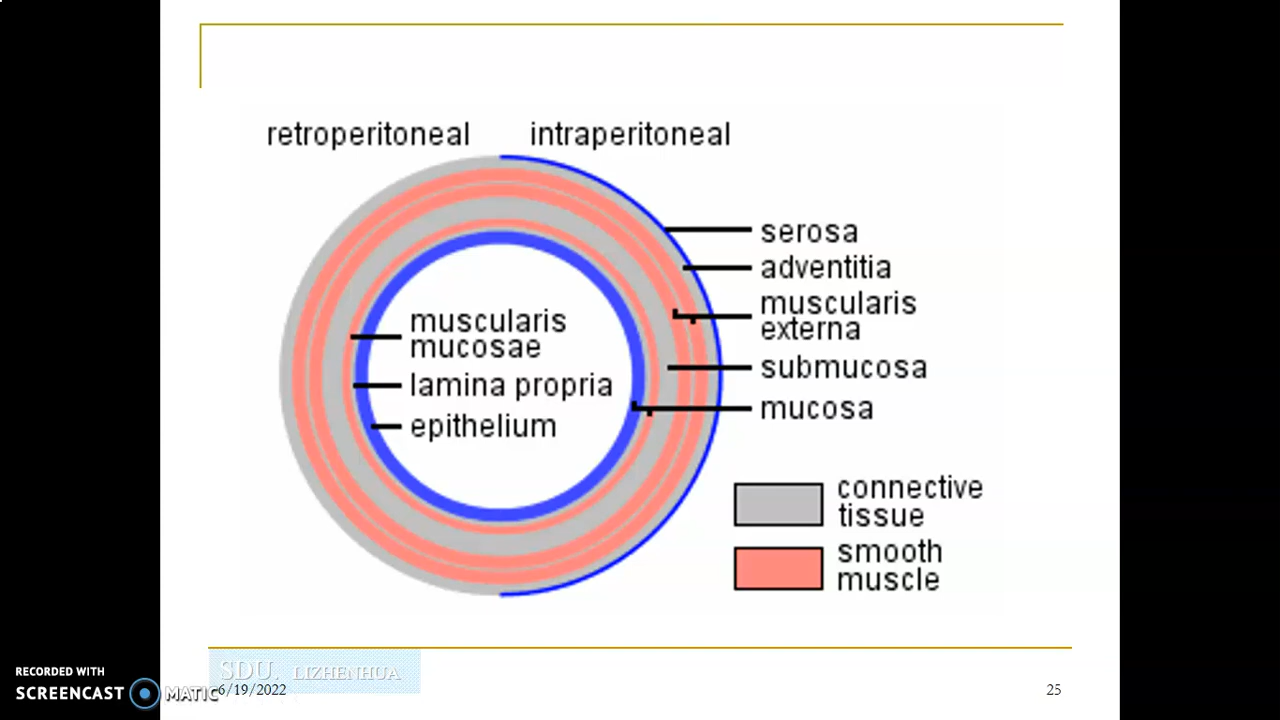 retroperitoneal intraperitoneal
serosa
adventitia
muscularis
externa
submucosa
mucosa
muscularis
mucosae
lamina propria
epithelium
connective
tissue
smooth
muscle
SDU. LIZHENHUA
6/19/2022
25
RECORDED WITH
SCREENCAST MATIC